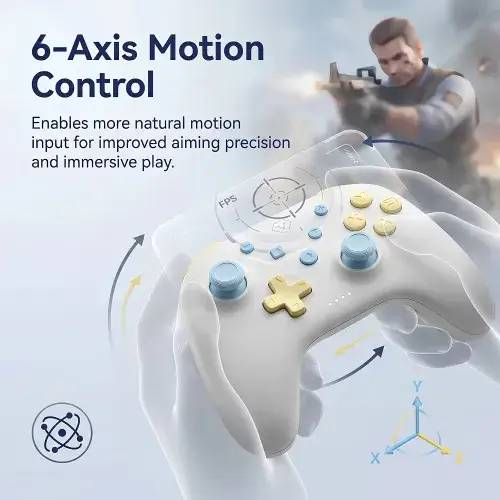 6-Axis Motion
Control
Enables more natural motion
input for improved aiming precision
and immersive play.
FPS
Y
X
Z